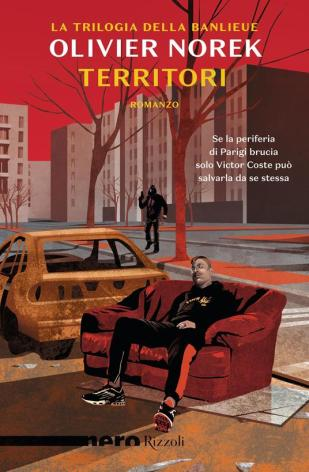 LA TRILOGIA DELLA BANLIEUE
OLIVIER NOREK
TERRITORI
ROMANZO
Se la periferia
di Parigi brucia
solo Victor Coste può
salvarla da se stessa
nero Rizzoli